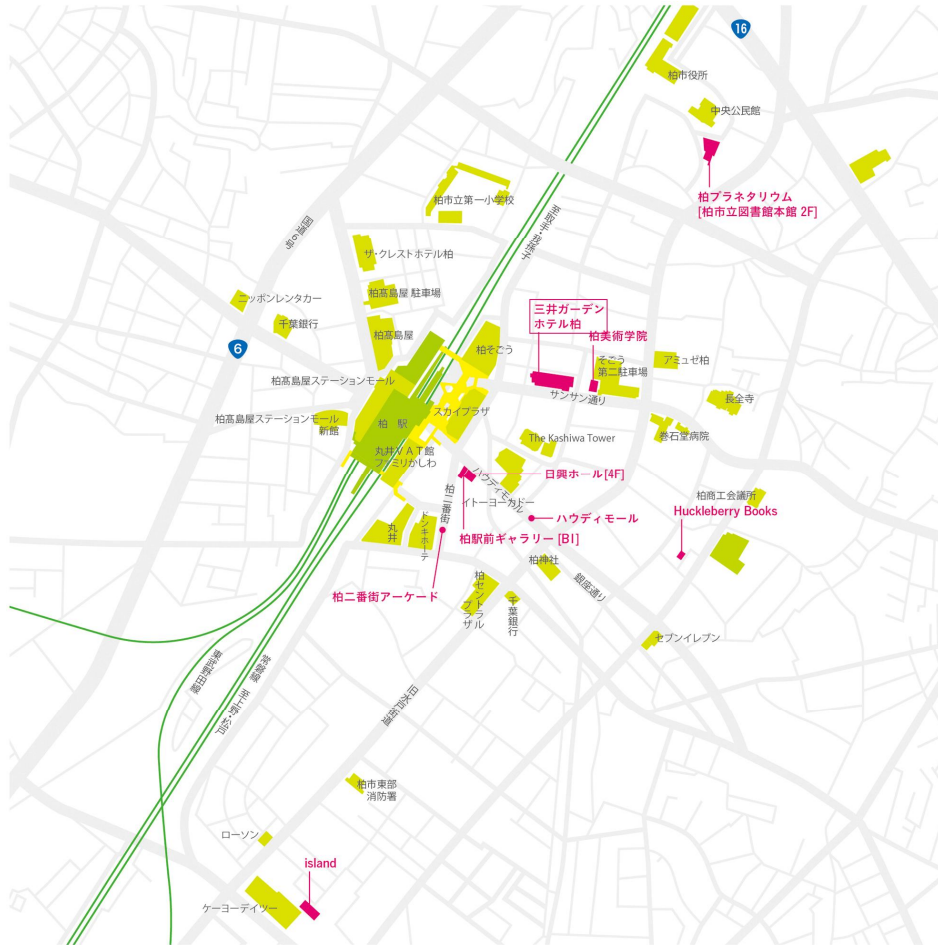 16
柏市役所
中央公民館
柏プラネタリウム
[柏市立図書館本館 2F]
柏市立第一小学校
至取手・我孫子
国道6号
ザ・クレストホテル柏
柏髙島屋 駐車場
ニッポンレンタカー
千葉銀行
6
柏髙島屋
柏そごう
三井ガーデン
ホテル柏
柏美術学院
そごう
第二駐車場
アミュゼ柏
柏髙島屋ステーションモール
サンサン通り
長全寺
柏髙島屋ステーションモール
新館
柏 駅
スカイプラザ
巻石堂病院
The Kashiwa Tower
丸井VAT館
ファミリかしわ
日興ホール[4F]
ハウディモール
イトーヨーカドー
柏二番街
柏商工会議所
Huckleberry Books
ハウディモール
丸井
ドンキホーテ
柏駅前ギャラリー [B1]
柏神社
銀座通り
柏二番街アーケード
柏セントラル
プラザ
千葉銀行
セブンイレブン
東武野田線
常磐線
至上野・松戸
旧水戸街道
柏市東部
消防署
ローソン
island
ケーヨーデイツー